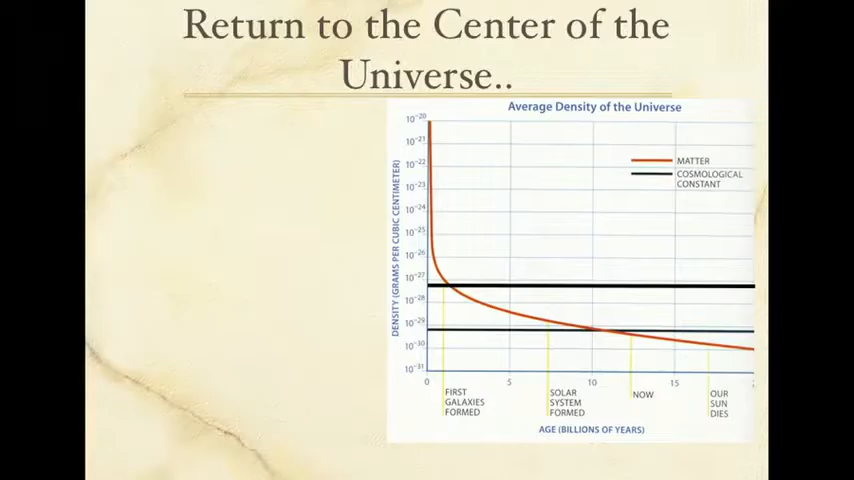 Return to the Center of the
Universe..
Average Density of the Universe
10⁻²⁰
10⁻²¹
10⁻²²
10⁻²³
10⁻²⁴
10⁻²⁵
10⁻²⁶
10⁻²⁷
10⁻²⁸
10⁻²⁹
10⁻³⁰
10⁻³¹
DENSITY (GRAMS PER CUBIC CENTIMETER)
MATTER
COSMOLOGICAL
CONSTANT
0 5 10 15
FIRST
GALAXIES
FORMED
SOLAR
SYSTEM
FORMED
NOW
OUR
SUN
DIES
AGE (BILLIONS OF YEARS)